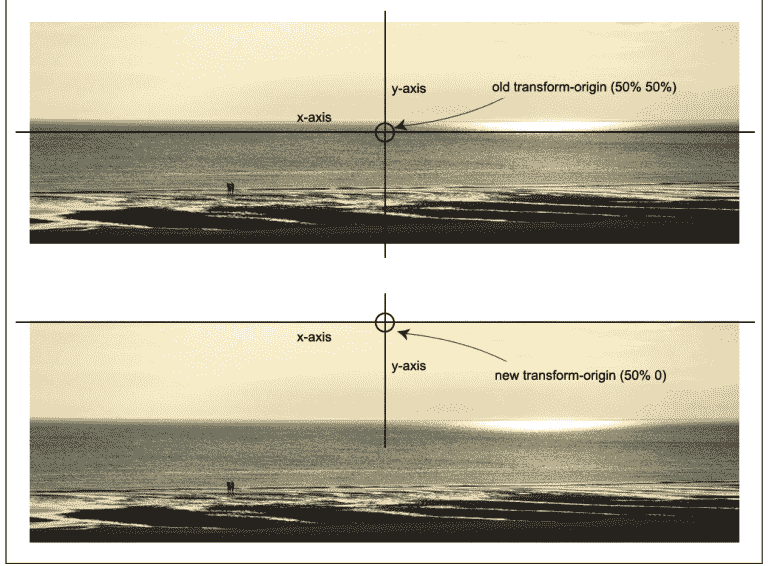 y-axis
old transform-origin (50% 50%)
x-axis
x-axis
y-axis
new transform-origin (50% 0)